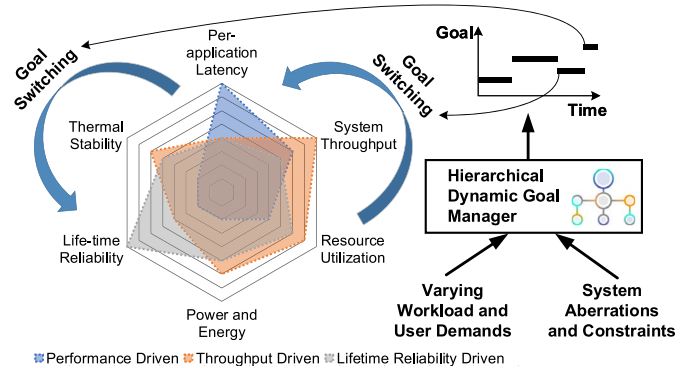 Per-
application
Latency
Goal
Switching
Goal
Switching
Goal
Time
Thermal
Stability
System
Throughput
Hierarchical
Dynamic Goal
Manager
Life-time
Reliability
Resource
Utilization
Power and
Energy
Varying
Workload and
User Demands
System
Aberrations
and Constraints
Performance Driven Throughput Driven Lifetime Reliability Driven